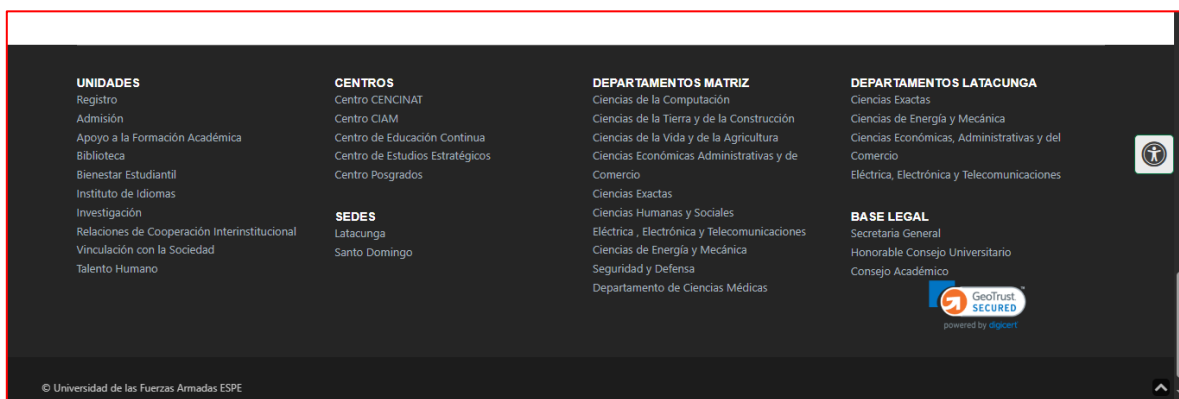 UNIDADES
Registro
Admisión
Apoyo a la Formación Académica
Biblioteca
Bienestar Estudiantil
Instituto de Idiomas
Investigación
Relaciones de Cooperación Interinstitucional
Vinculación con la Sociedad
Talento Humano
CENTROS
Centro CENCINAT
Centro CIAM
Centro de Educación Continua
Centro de Estudios Estratégicos
Centro Posgrados
SEDES
Latacunga
Santo Domingo
DEPARTAMENTOS MATRIZ
Ciencias de la Computación
Ciencias de la Tierra y de la Construcción
Ciencias de la Vida y de la Agricultura
Ciencias Económicas Administrativas y de
Comercio
Ciencias Exactas
Ciencias Humanas y Sociales
Eléctrica , Electrónica y Telecomunicaciones
Ciencias de Energía y Mecánica
Seguridad y Defensa
Departamento de Ciencias Médicas
DEPARTAMENTOS LATACUNGA
Ciencias Exactas
Ciencias de Energía y Mecánica
Ciencias Económicas, Administrativas y del
Comercio
Eléctrica, Electrónica y Telecomunicaciones
BASE LEGAL
Secretaria General
Honorable Consejo Universitario
Consejo Académico
GeoTrust
SECURED
powered by digicert
© Universidad de las Fuerzas Armadas ESPE